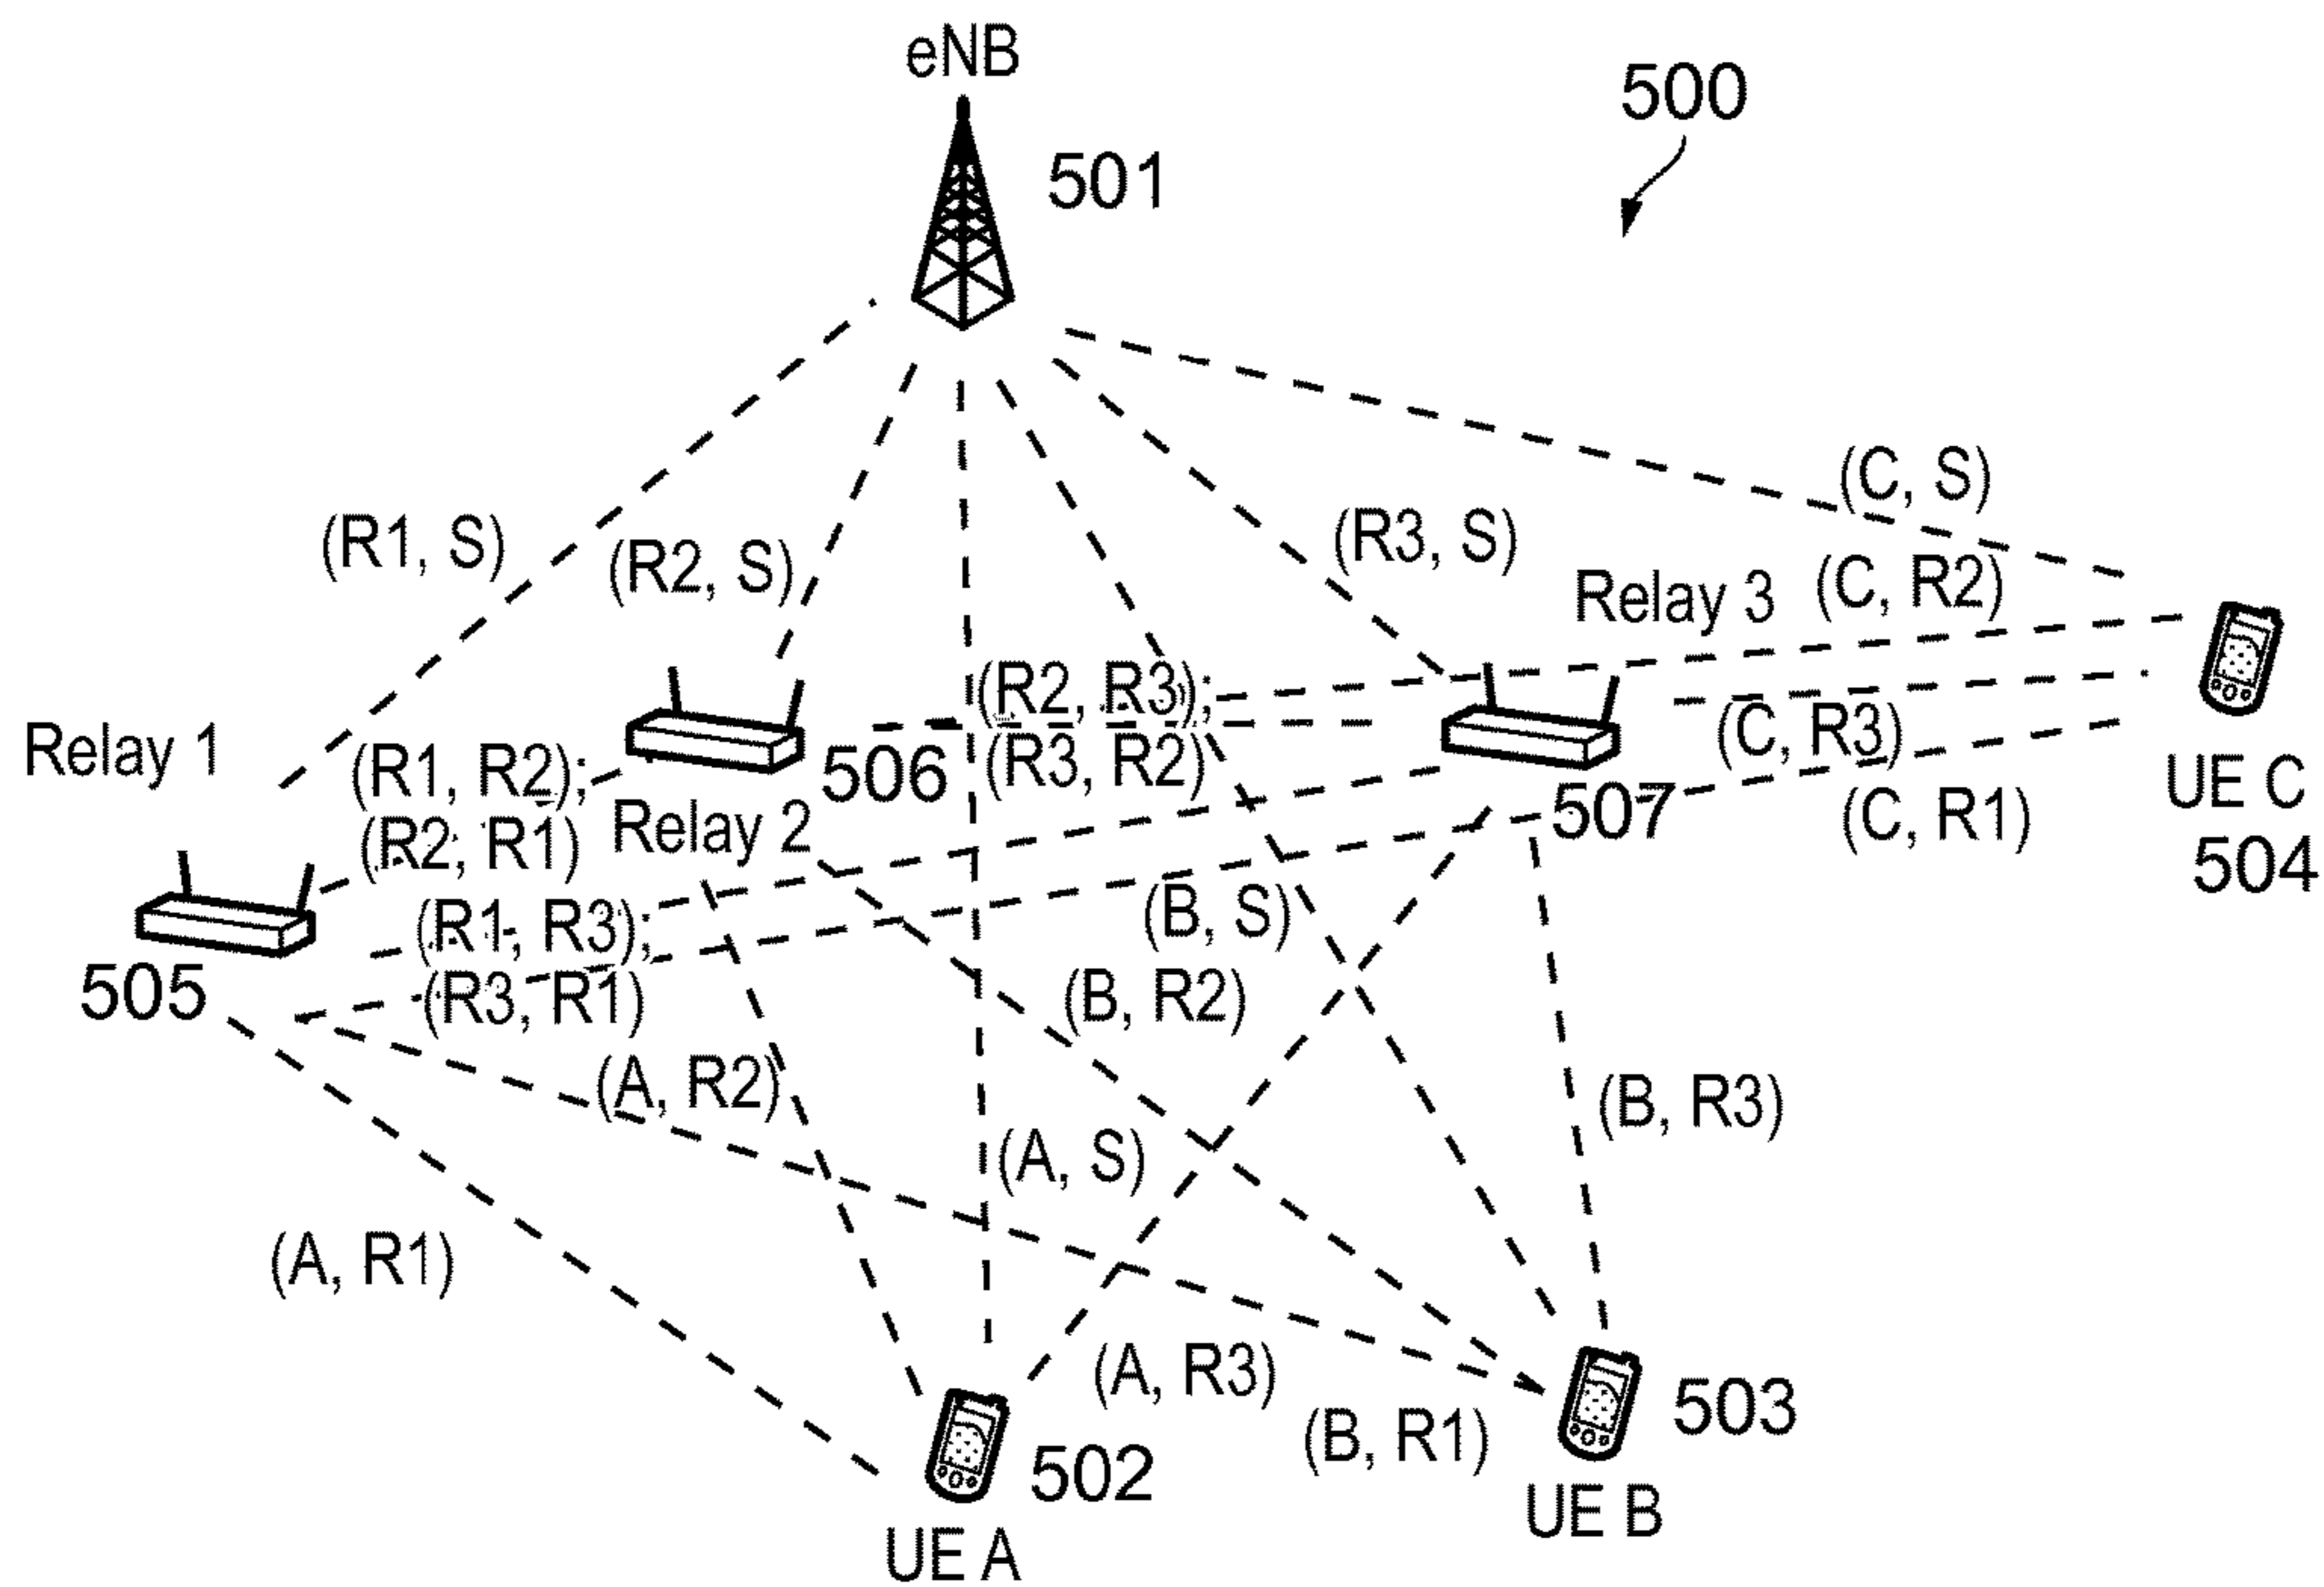 eNB
500
501
(C, S)
(R1, S)
(R2, S)
(R3, S)
Relay 3
(C, R2)
(R2, R3);
(R3, R2)
Relay 1
(R1, R2);
(R2, R1)
506
Relay 2
(C, R3)
507
UE C
504
(C, R1)
(R1, R3);
(R3, R1)
505
(B, S)
(B, R2)
(A, R2)
(B, R3)
(A, S)
(A, R1)
(A, R3)
(B, R1)
503
UE B
502
UE A